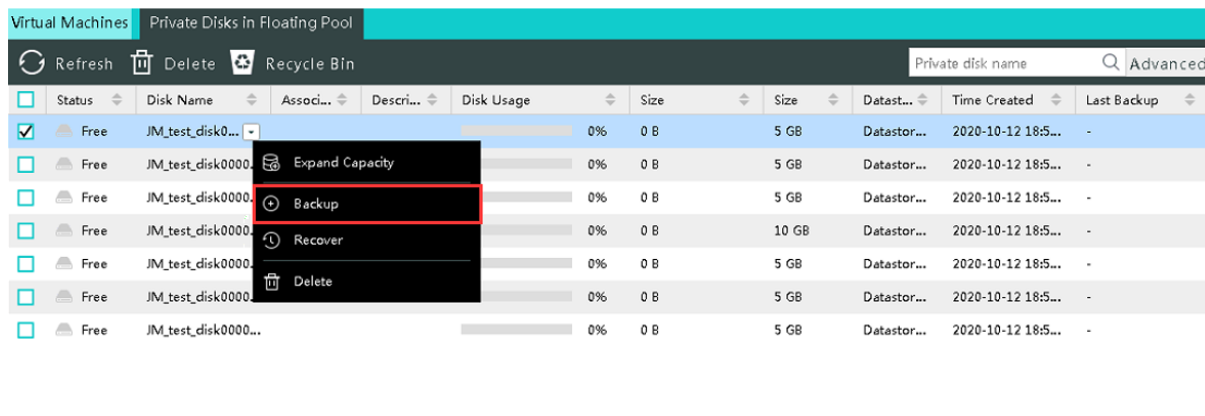 Virtual Machines Private Disks in Floating Pool
Refresh Delete Recycle Bin Private disk name Advanced
Status Disk Name Associ... Descri... Disk Usage Size Size Datast... Time Created Last Backup
Free JM_test_disk0... 0% 0 B 5 GB Datastor... 2020-10-12 18:5... -
Free JM_test_disk0000. 0% 0 B 5 GB Datastor... 2020-10-12 18:5... -
Expand Capacity
Free JM_test_disk0000. 0% 0 B 5 GB Datastor... 2020-10-12 18:5... -
Backup
Free JM_test_disk0000. 0% 0 B 10 GB Datastor... 2020-10-12 18:5... -
Recover
Free JM_test_disk0000. 0% 0 B 5 GB Datastor... 2020-10-12 18:5... -
Delete
Free JM_test_disk0000. 0% 0 B 5 GB Datastor... 2020-10-12 18:5... -
Free JM_test_disk0000... 0% 0 B 5 GB Datastor... 2020-10-12 18:5... -